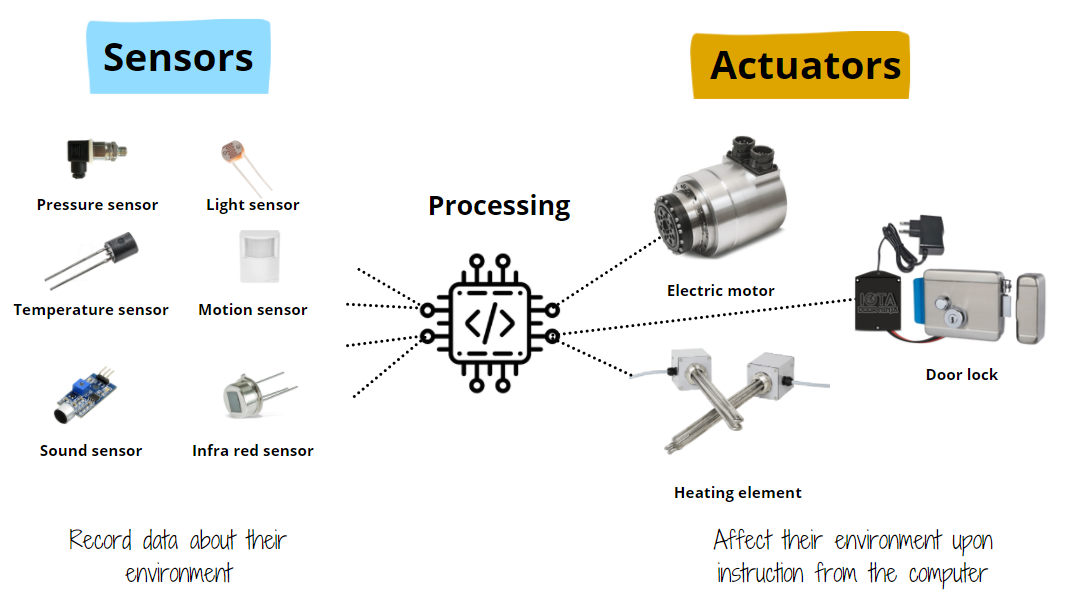 Sensors
Actuators
Pressure sensor
Light sensor
Processing
Temperature sensor
Motion sensor
</>
Electric motor
Door lock
Sound sensor
Infra red sensor
Heating element
Record data about their
environment
Affect their environment upon
instruction from the computer